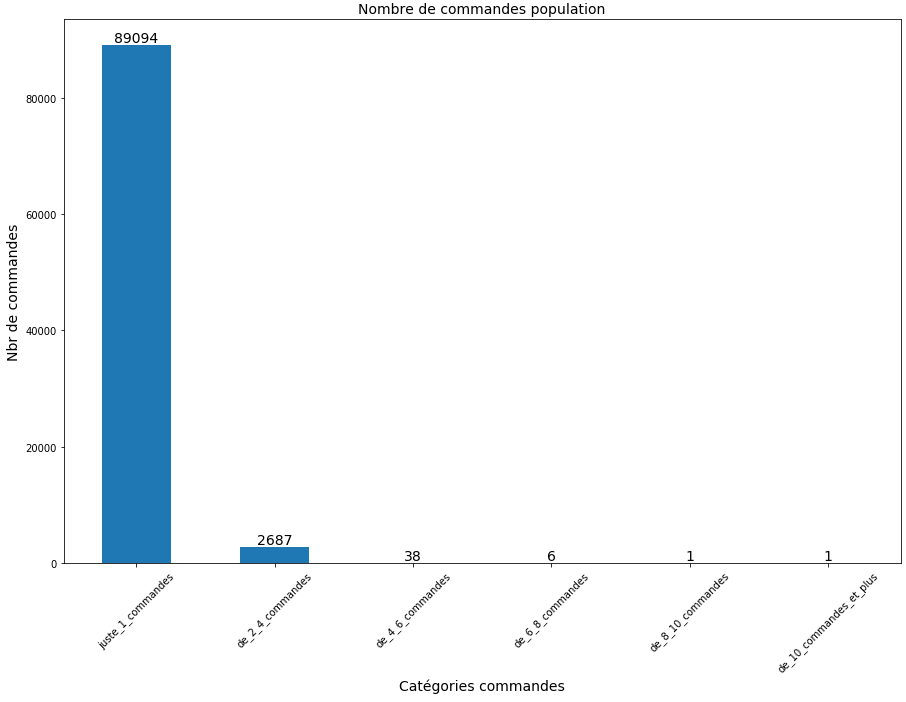 Nombre de commandes population
Nbr de commandes
80000
60000
40000
20000
0
89094
2687
38
6
1
1
juste_1_commandes
de_2_4_commandes
de_4_6_commandes
de_6_8_commandes
de_8_10_commandes
de_10_commandes_et_plus
Catégories commandes